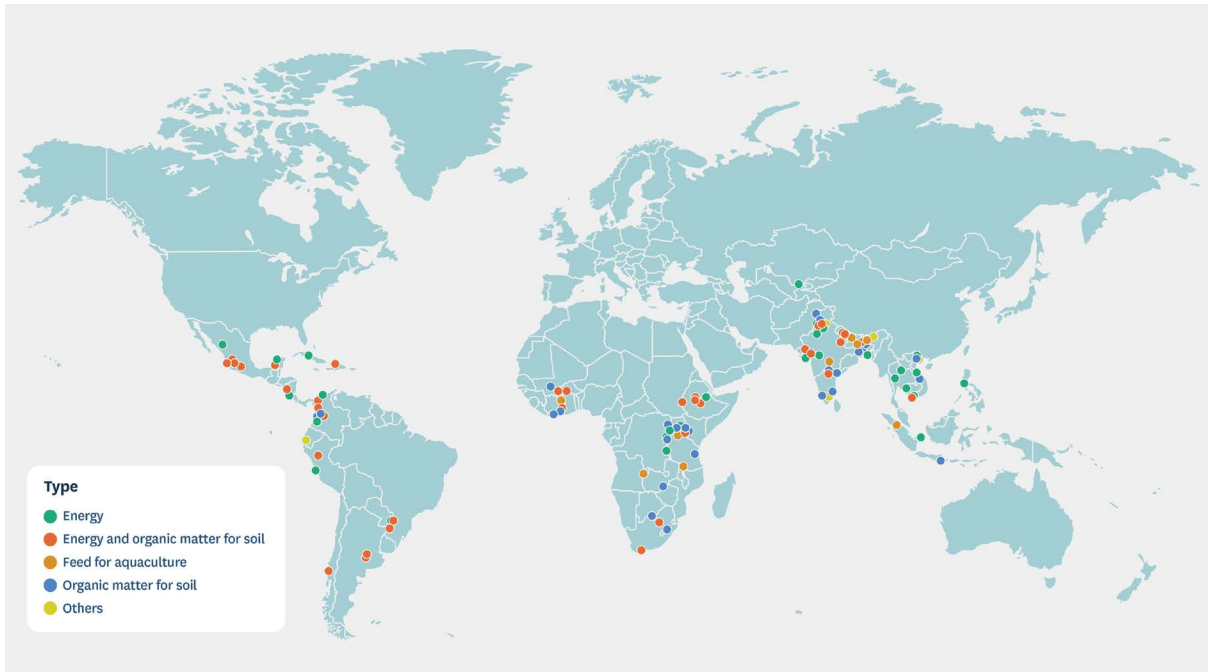 Type
Energy
Energy and organic matter for soil
Feed for aquaculture
Organic matter for soil
Others